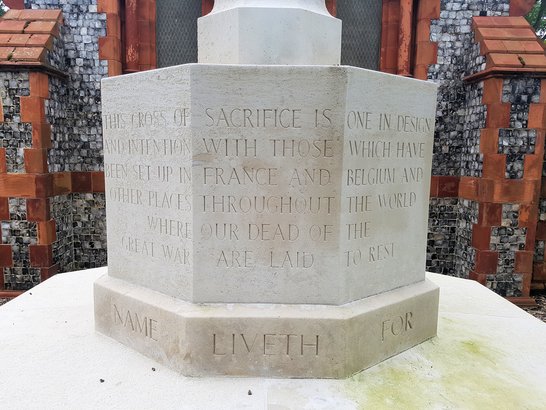 THIS CROSS OF SACRIFICE IS ONE IN DESIGN
AND INTENTION WITH THOSE WHICH HAVE
BEEN SET UP IN FRANCE AND BELGIUM AND
OTHER PLACES THROUGHOUT THE WORLD
WHERE OUR DEAD OF THE
GREAT WAR ARE LAID TO REST
NAME LIVETH FOR